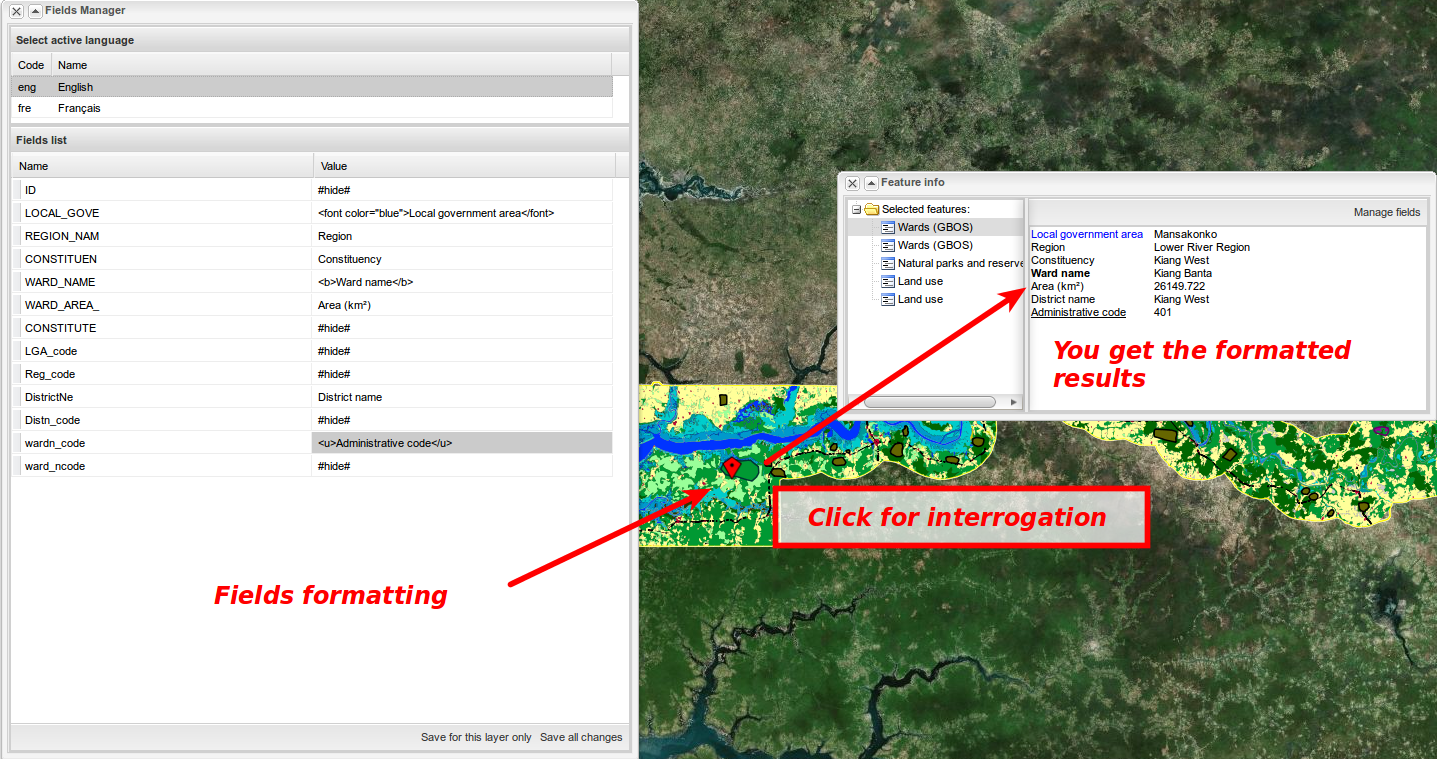 Fields Manager
Select active language
Code Name
eng English
fre Français
Fields list
Name Value
ID #hide#
LOCAL_GOVE <font color="blue">Local government area</font>
REGION_NAM Region
CONSTITUEN Constituency
WARD_NAME <b>Ward name</b>
WARD_AREA_ Area (km²)
CONSTITUTE #hide#
LGA_code #hide#
Reg_code #hide#
DistrictNe District name
Distn_code #hide#
wardn_code <u>Administrative code</u>
ward_ncode #hide#
Fields formatting
Save for this layer only Save all changes
Feature info
Selected features:
Wards (GBOS)
Wards (GBOS)
Natural parks and reserve
Land use
Land use
Manage fields
Local government area Mansakonko
Region Lower River Region
Constituency Kiang West
Ward name Kiang Banta
Area (km²) 26149.722
District name Kiang West
Administrative code 401
You get the formatted
results
Click for interrogation